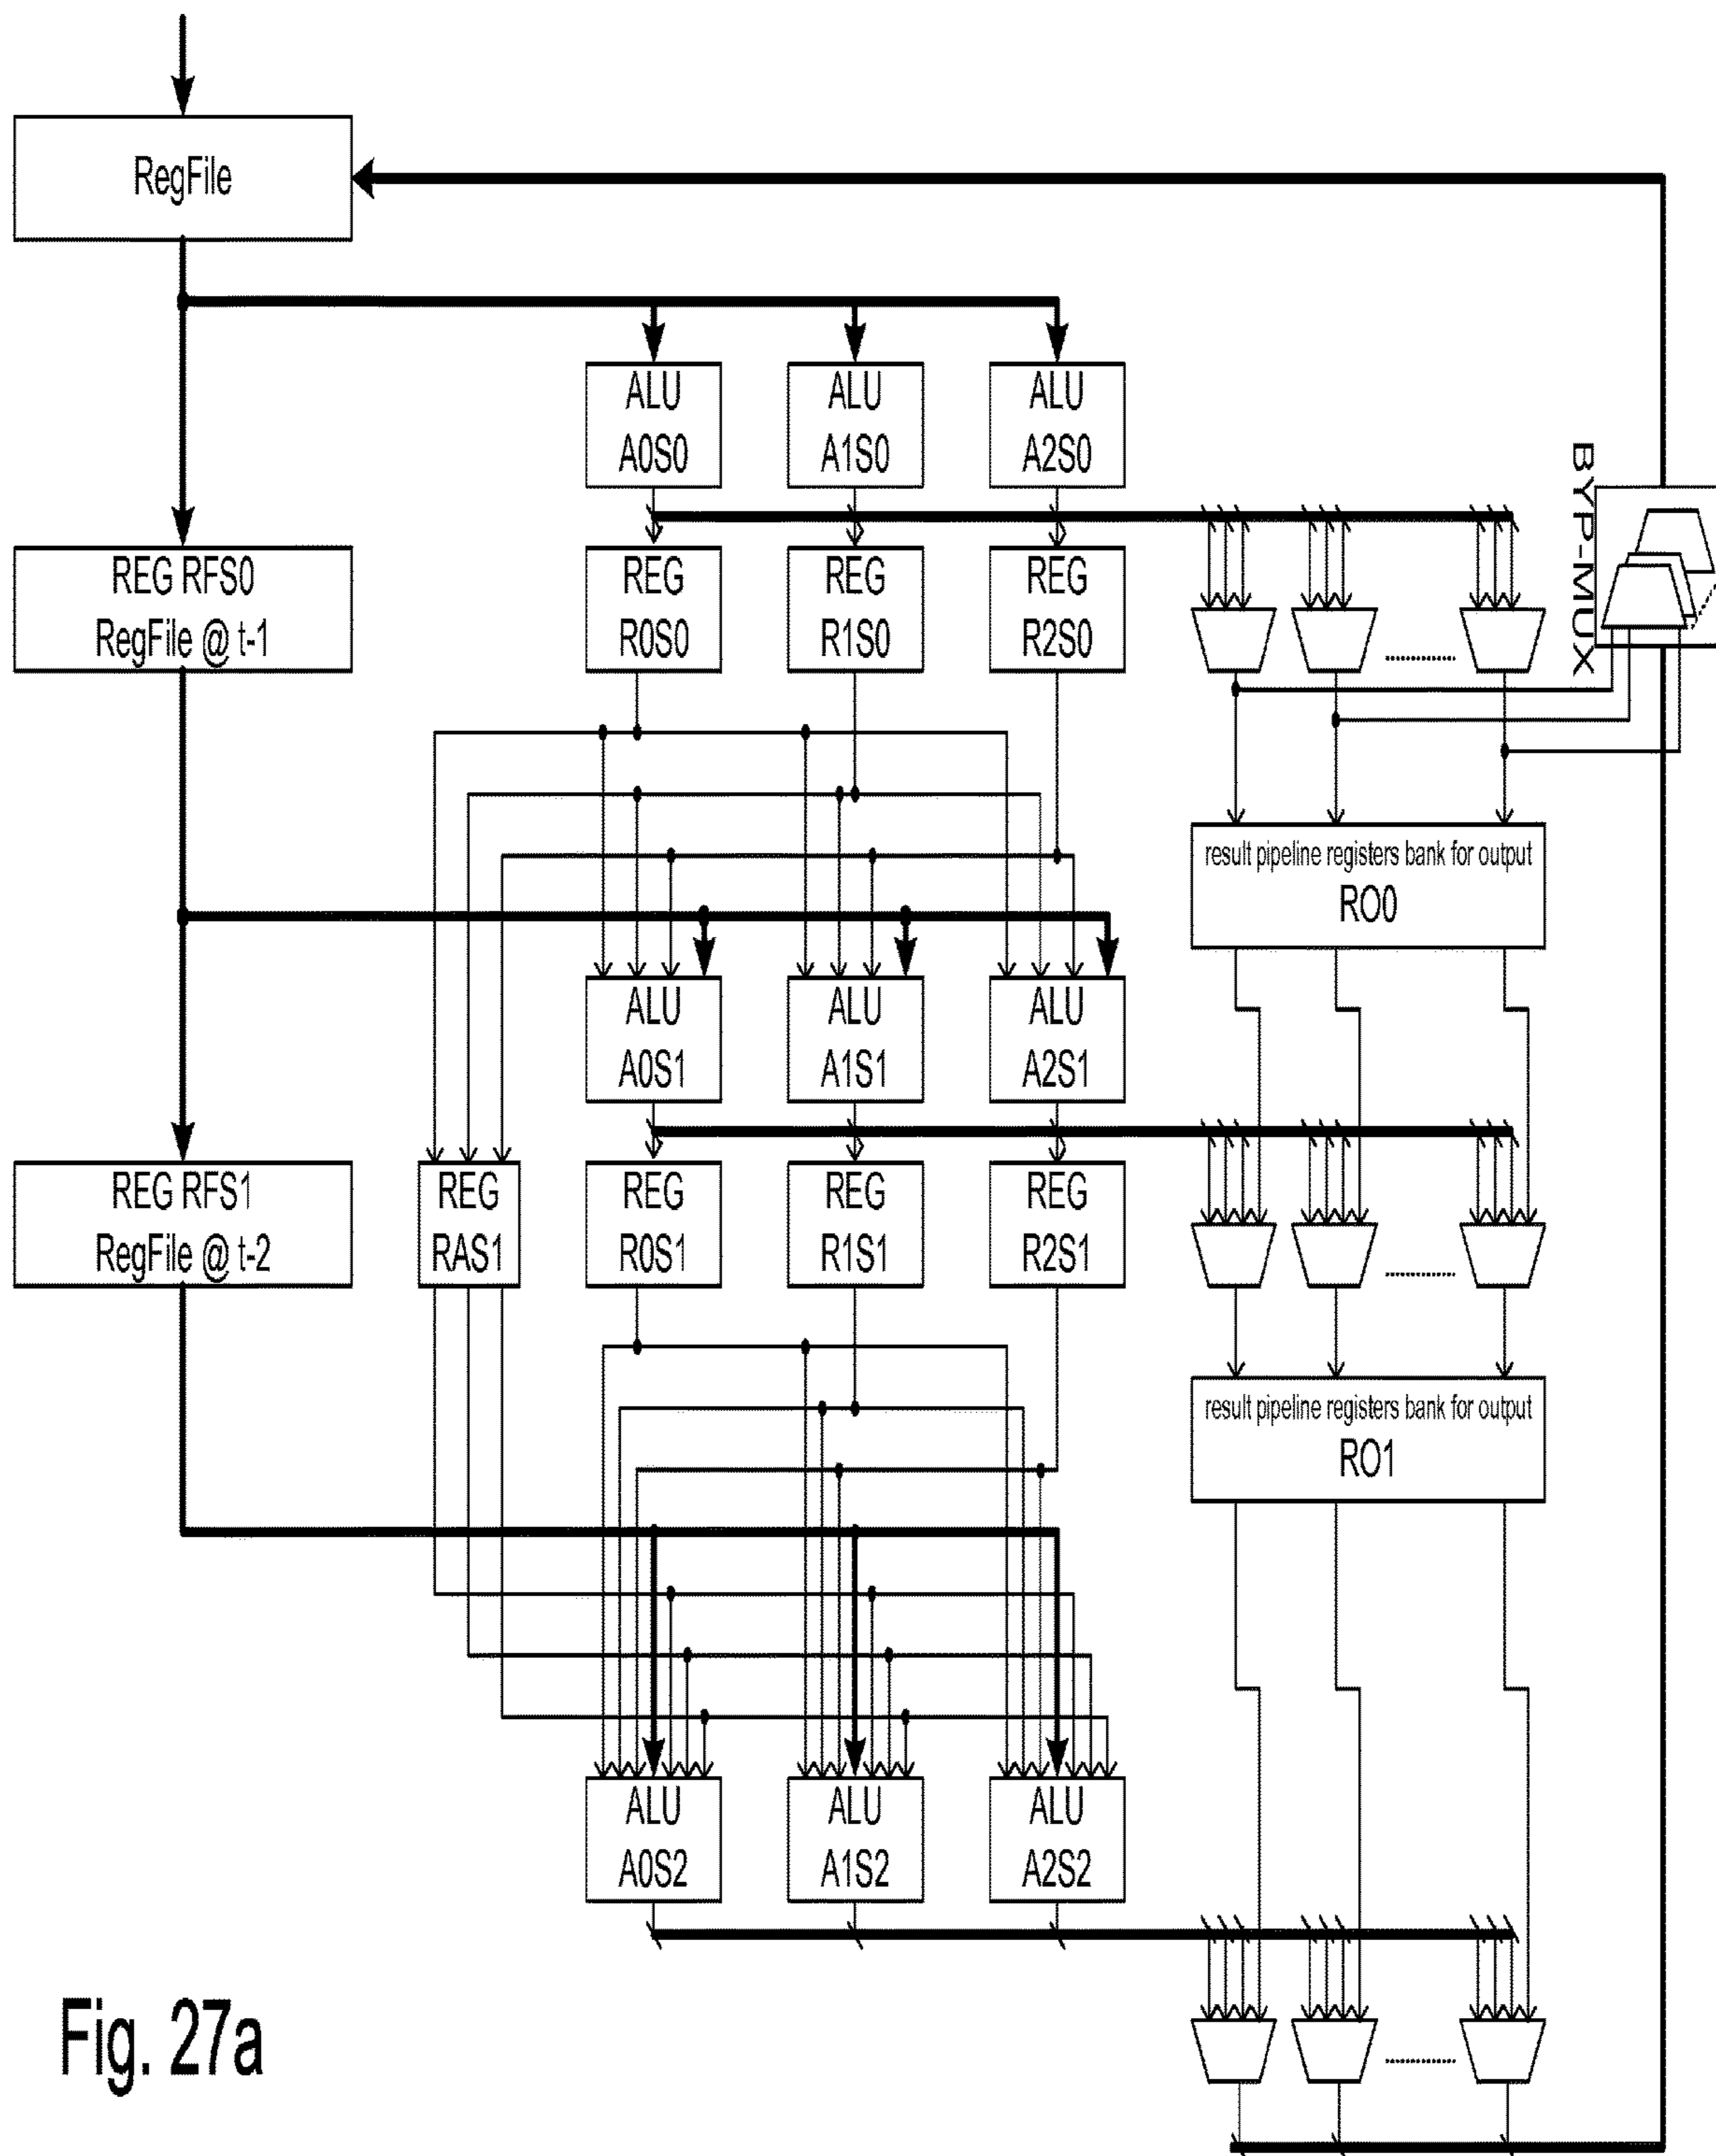 RegFile
ALU
A0S0
ALU
A1S0
ALU
A2S0
BYP-MUX
REG RFS0
RegFile @ t-1
REG
R0S0
REG
R1S0
REG
R2S0
result pipeline registers bank for output
RO0
ALU
A0S1
ALU
A1S1
ALU
A2S1
REG RFS1
RegFile @ t-2
REG
RAS1
REG
R0S1
REG
R1S1
REG
R2S1
result pipeline registers bank for output
RO1
ALU
A0S2
ALU
A1S2
ALU
A2S2
Fig. 27a